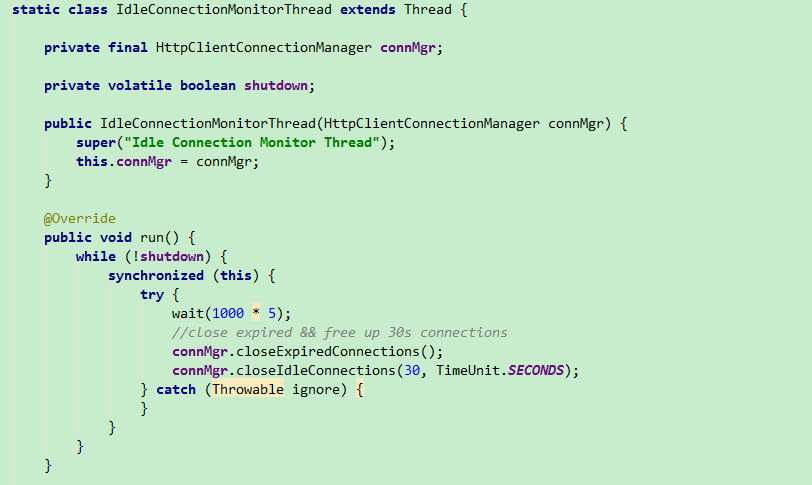 static class IdleConnectionMonitorThread extends Thread {
private final HttpClientConnectionManager connMgr;
private volatile boolean shutdown;
public IdleConnectionMonitorThread(HttpClientConnectionManager connMgr) {
super("Idle Connection Monitor Thread");
this.connMgr = connMgr;
}
@Override
public void run() {
while (!shutdown) {
synchronized (this) {
try {
wait(1000 * 5);
//close expired && free up 30s connections
connMgr.closeExpiredConnections();
connMgr.closeIdleConnections(30, TimeUnit.SECONDS);
} catch (Throwable ignore) {
}
}
}
}